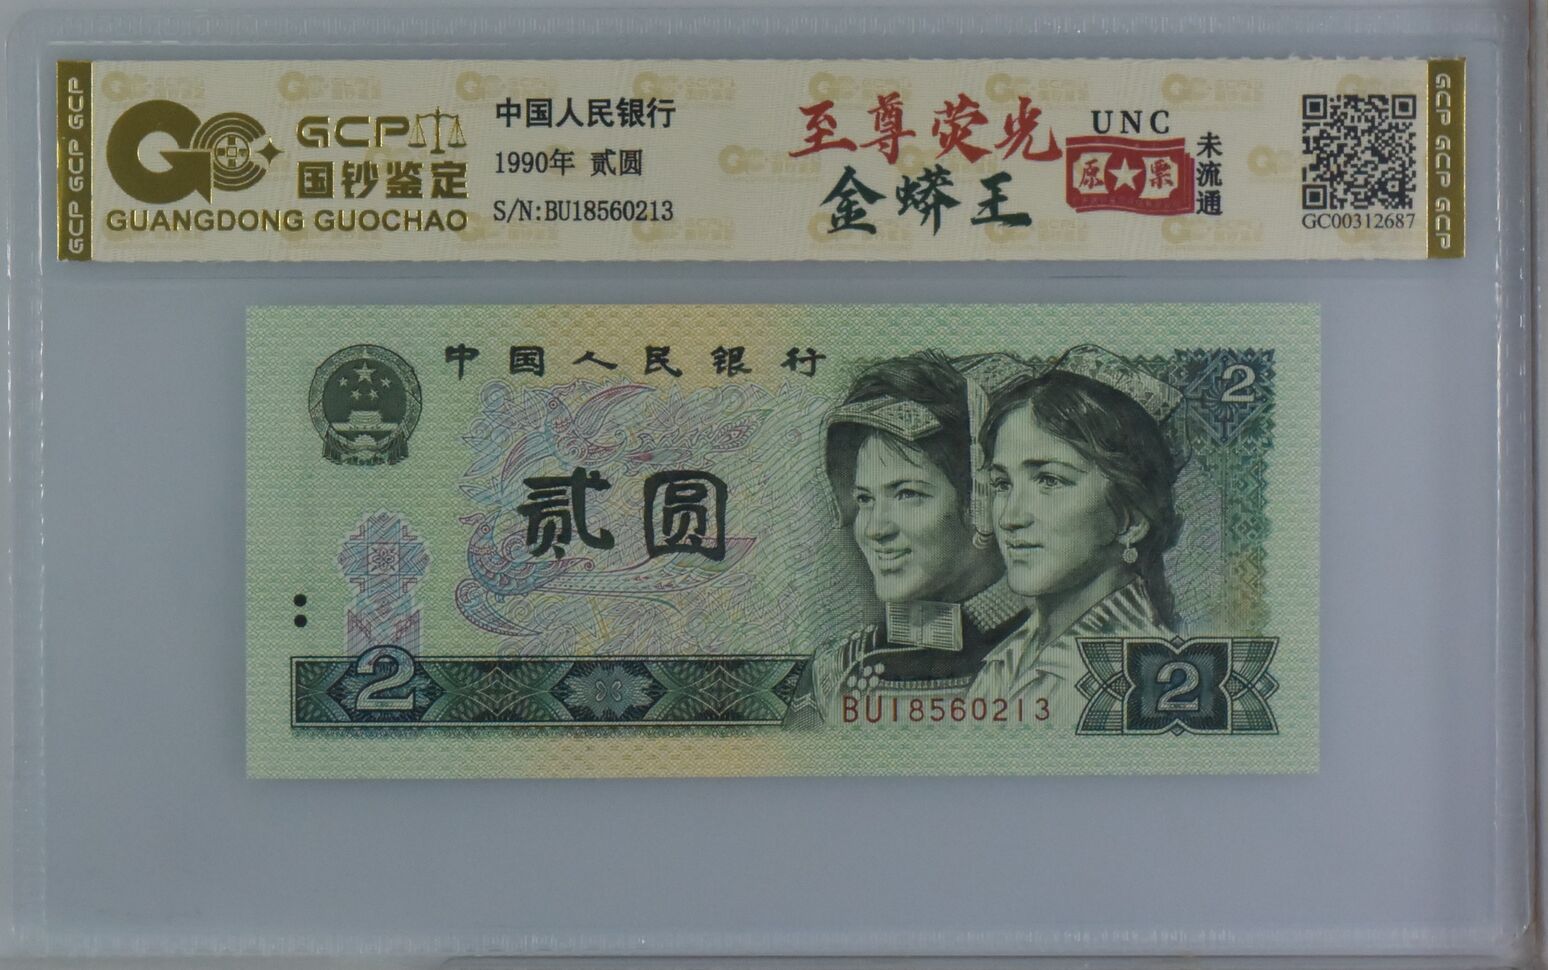 GCP GCP GCP
GCP
国钞鉴定
GUANGDONG GUOCHAO
中国人民银行
1990年 贰圆
S/N:BU18560213
至尊荧光
金蟒王
UNC
原票
未流通
GC00312687
GCP GCP GCP
中国人民银行
2
贰圆
2
BU18560213
2